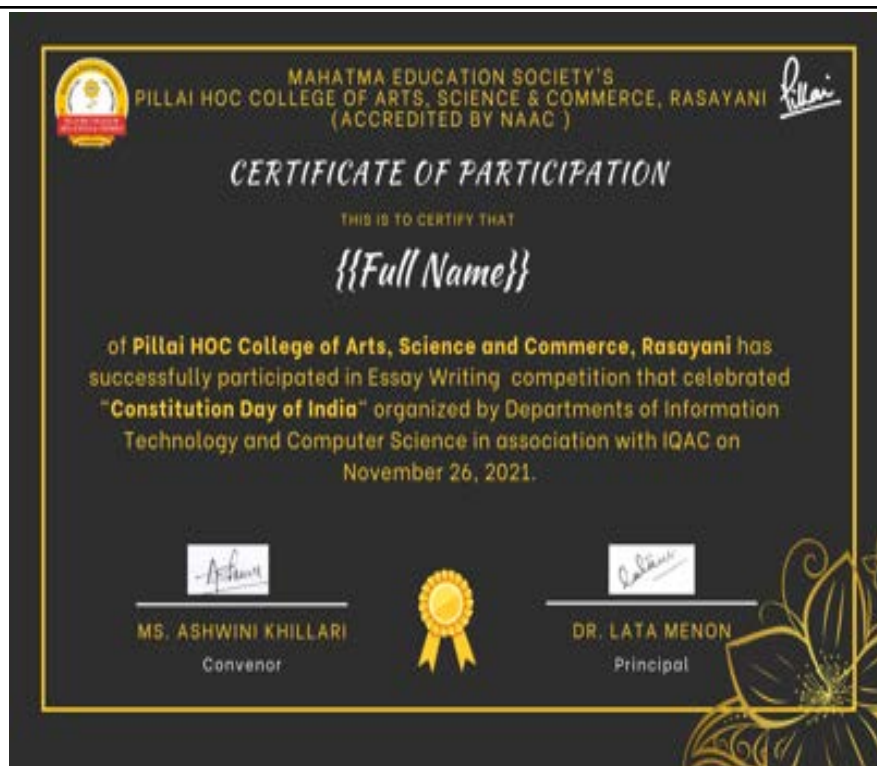 MAHATMA EDUCATION SOCIETY'S
PILLAI HOC COLLEGE OF ARTS, SCIENCE & COMMERCE, RASAYANI
(ACCREDITED BY NAAC )
Pillai
CERTIFICATE OF PARTICIPATION
THIS IS TO CERTIFY THAT
{{Full Name}}
of Pillai HOC College of Arts, Science and Commerce, Rasayani has
successfully participated in Essay Writing competition that celebrated
"Constitution Day of India" organized by Departments of Information
Technology and Computer Science in association with IQAC on
November 26, 2021.
MS. ASHWINI KHILLARI
Convenor
DR. LATA MENON
Principal